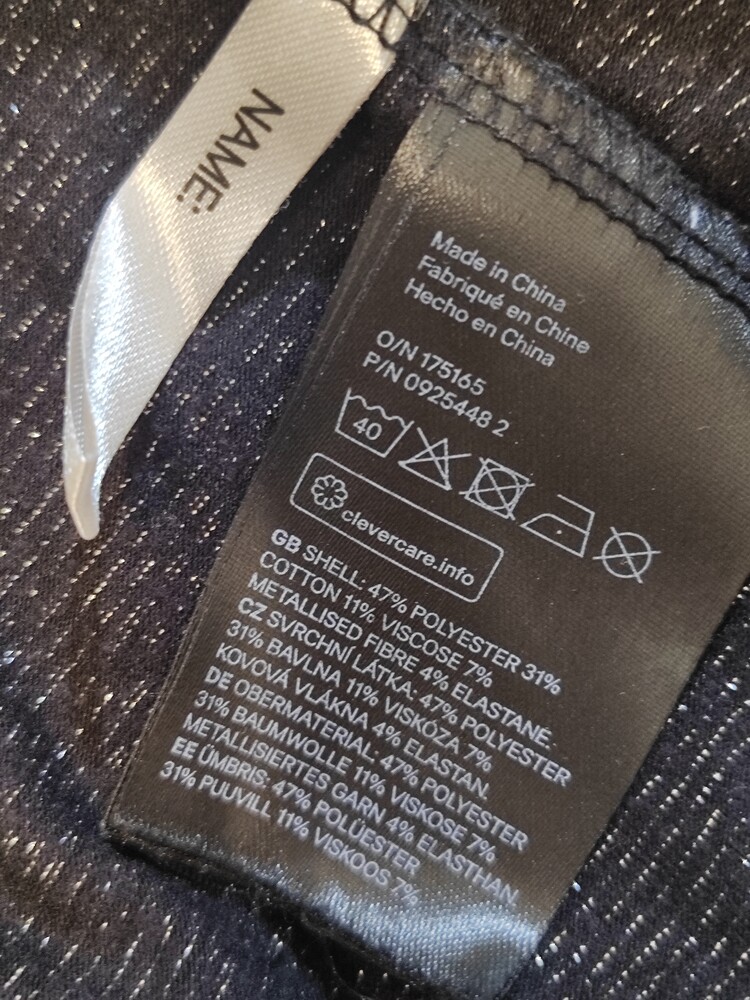 NAME:
Made in China
Fabriqué en Chine
Hecho en China
O/N 175165
P/N 0925448 2
40
clevercare.info
GB SHELL: 47% POLYESTER 31%
COTTON 11% VISCOSE 7%
METALLISED FIBRE 4% ELASTANE.
CZ SVRCHNÍ LÁTKA: 47% POLYESTER
31% BAVLNA 11% VISKÓZA 7%
KOVOVÁ VLÁKNA 4% ELASTAN.
DE OBERMATERIAL: 47% POLYESTER
31% BAUMWOLLE 11% VISKOSE 7%
METALLISIERTES GARN 4% ELASTHAN.
EE ÜMBRIS: 47% POLÜESTER
31% PUUVILL 11% VISKOOS 7%